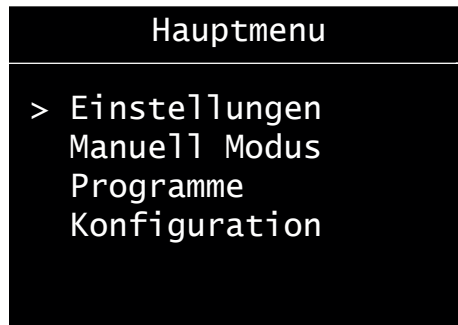 Hauptmenu
> Einstellungen
Manuell Modus
Programme
Konfiguration